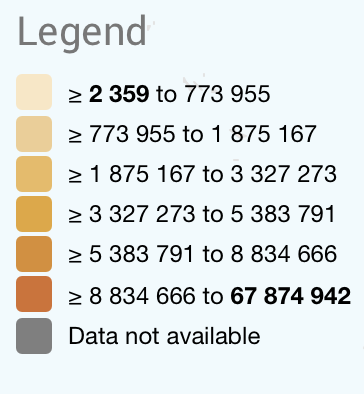 Legend
≥ 2 359 to 773 955
≥ 773 955 to 1 875 167
≥ 1 875 167 to 3 327 273
≥ 3 327 273 to 5 383 791
≥ 5 383 791 to 8 834 666
≥ 8 834 666 to 67 874 942
Data not available